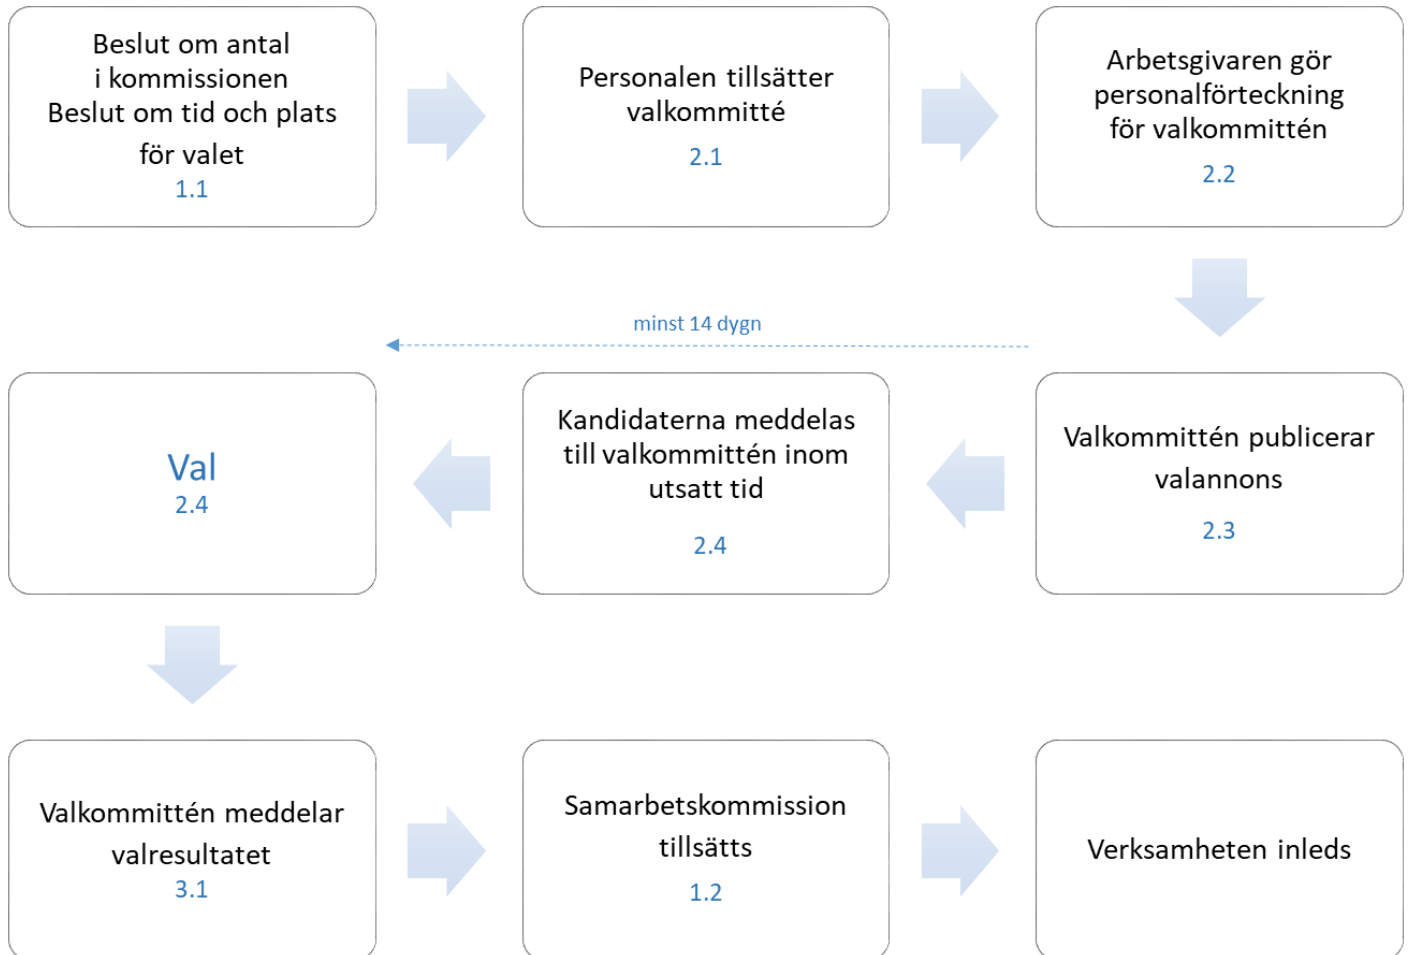 Beslut om antal
i kommissionen
Beslut om tid och plats
för valet
1.1
Personalen tillsätter
valkommitté
2.1
Arbetsgivaren gör
personalförteckning
för valkommittén
2.2
minst 14 dygn
Valkommittén publicerar
valannons
2.3
Kandidaterna meddelas
till valkommittén inom
utsatt tid
2.4
Val
2.4
Valkommittén meddelar
valresultatet
3.1
Samarbetskommission
tillsätts
1.2
Verksamheten inleds